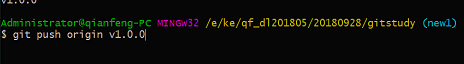 v1.0.0
Administrator@qianfeng-PC MINGW32 /e/ke/qf_dl201805/20180928/gitstudy (new1)
$ git push origin v1.0.0